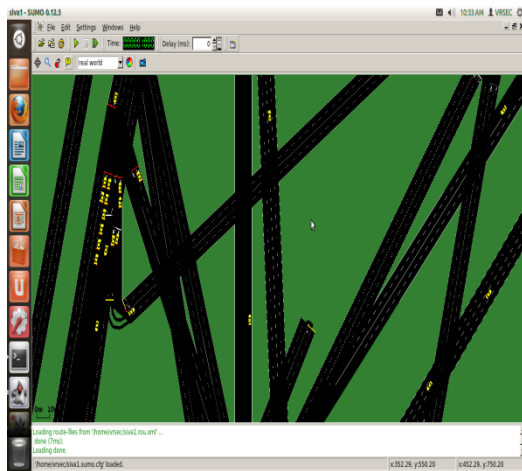 siva1 - SUMO 0.12.3
10:33 AM VRSEC
File Edit Settings Windows Help
Time: Delay (ms): 0
real world
0m
Loading route-files from '/home/vrsec/siva1.rou.xml' ...
done (7ms).
Loading done.
'/home/vrsec/siva1.sumo.cfg' loaded.
x:352.29, y:550.20
x:452.29, y:750.20